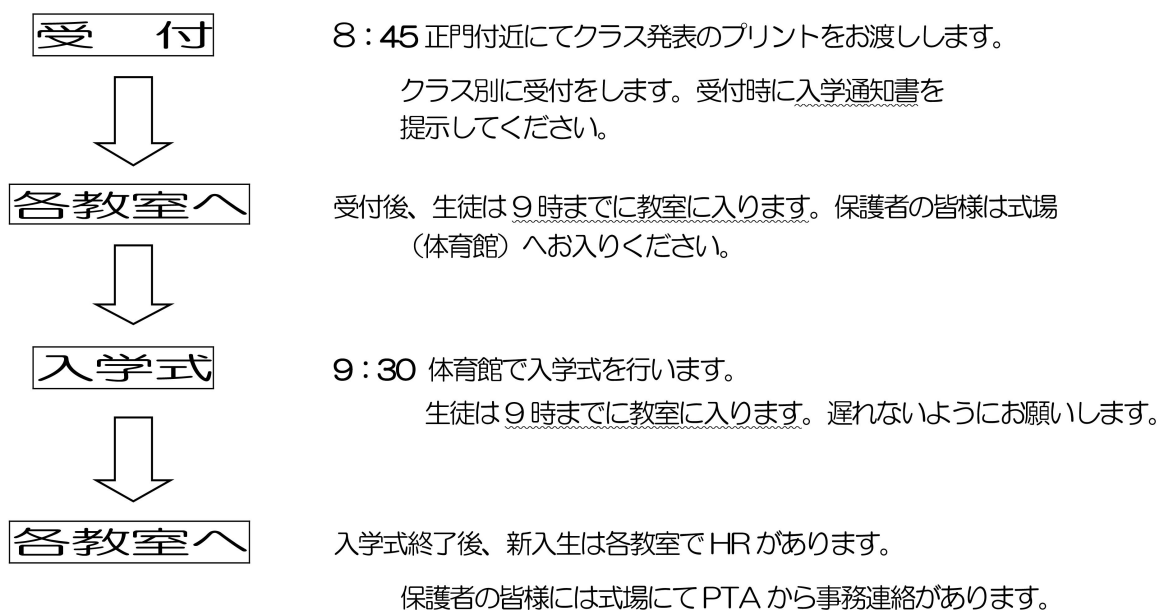 受　付
8：45 正門付近にてクラス発表のプリントをお渡しします。
クラス別に受付をします。受付時に入学通知書を
提示してください。
各教室へ
受付後、生徒は9時までに教室に入ります。保護者の皆様は式場
（体育館）へお入りください。
入学式
9：30 体育館で入学式を行います。
生徒は9時までに教室に入ります。遅れないようにお願いします。
各教室へ
入学式終了後、新入生は各教室でHRがあります。
保護者の皆様には式場にてPTAから事務連絡があります。